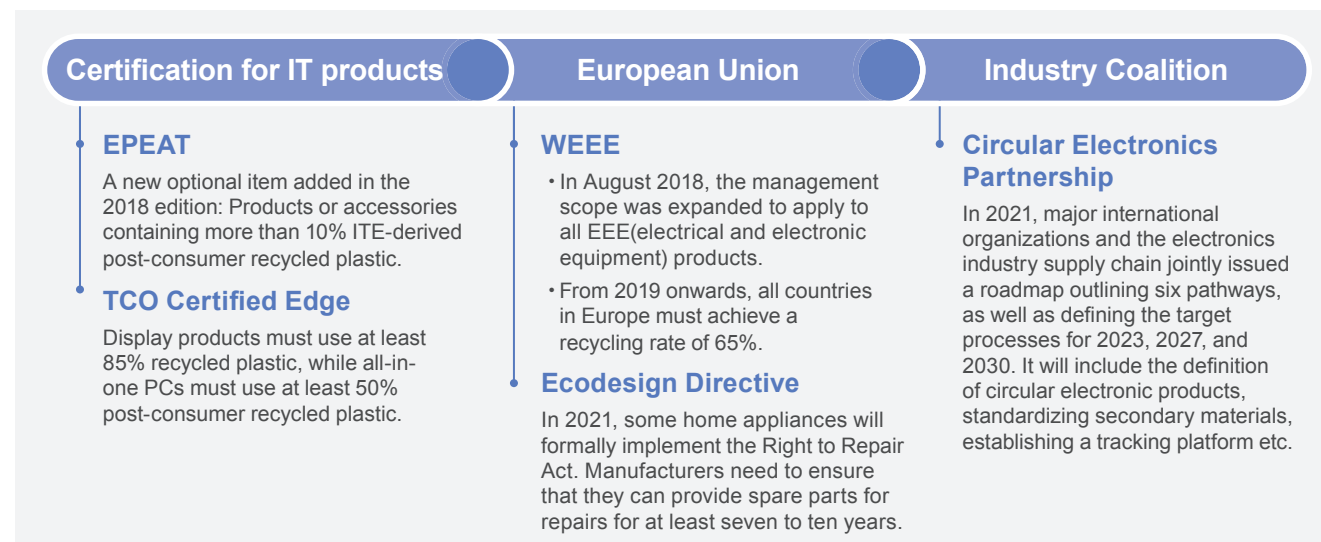 Certification for IT products
European Union
Industry Coalition
EPEAT
A new optional item added in the
2018 edition: Products or accessories
containing more than 10% ITE-derived
post-consumer recycled plastic.
TCO Certified Edge
Display products must use at least
85% recycled plastic, while all-in-
one PCs must use at least 50%
post-consumer recycled plastic.
WEEE
• In August 2018, the management
scope was expanded to apply to
all EEE(electrical and electronic
equipment) products.
• From 2019 onwards, all countries
in Europe must achieve a
recycling rate of 65%.
Ecodesign Directive
In 2021, some home appliances will
formally implement the Right to Repair
Act. Manufacturers need to ensure
that they can provide spare parts for
repairs for at least seven to ten years.
Circular Electronics
Partnership
In 2021, major international
organizations and the electronics
industry supply chain jointly issued
a roadmap outlining six pathways,
as well as defining the target
processes for 2023, 2027, and
2030. It will include the definition
of circular electronic products,
standardizing secondary materials,
establishing a tracking platform etc.